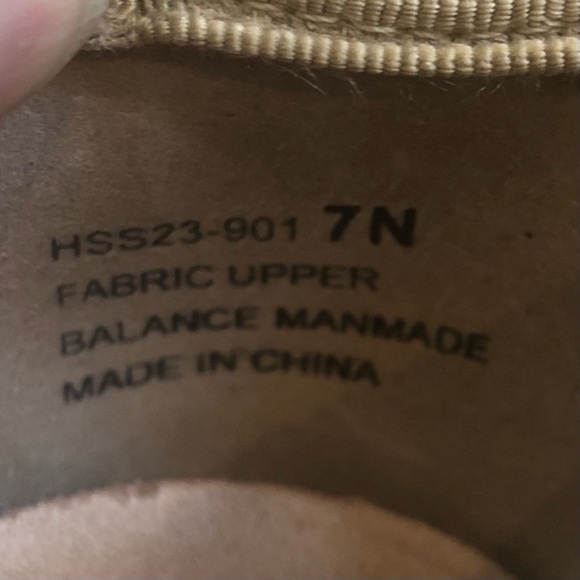 HSS23-901 7N
FABRIC UPPER
BALANCE MANMADE
MADE IN CHINA